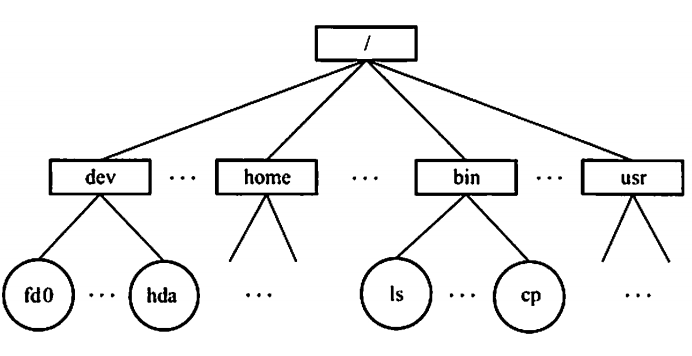 /
dev ··· home ··· bin ··· usr
fd0 ··· hda ··· ls ··· cp ···